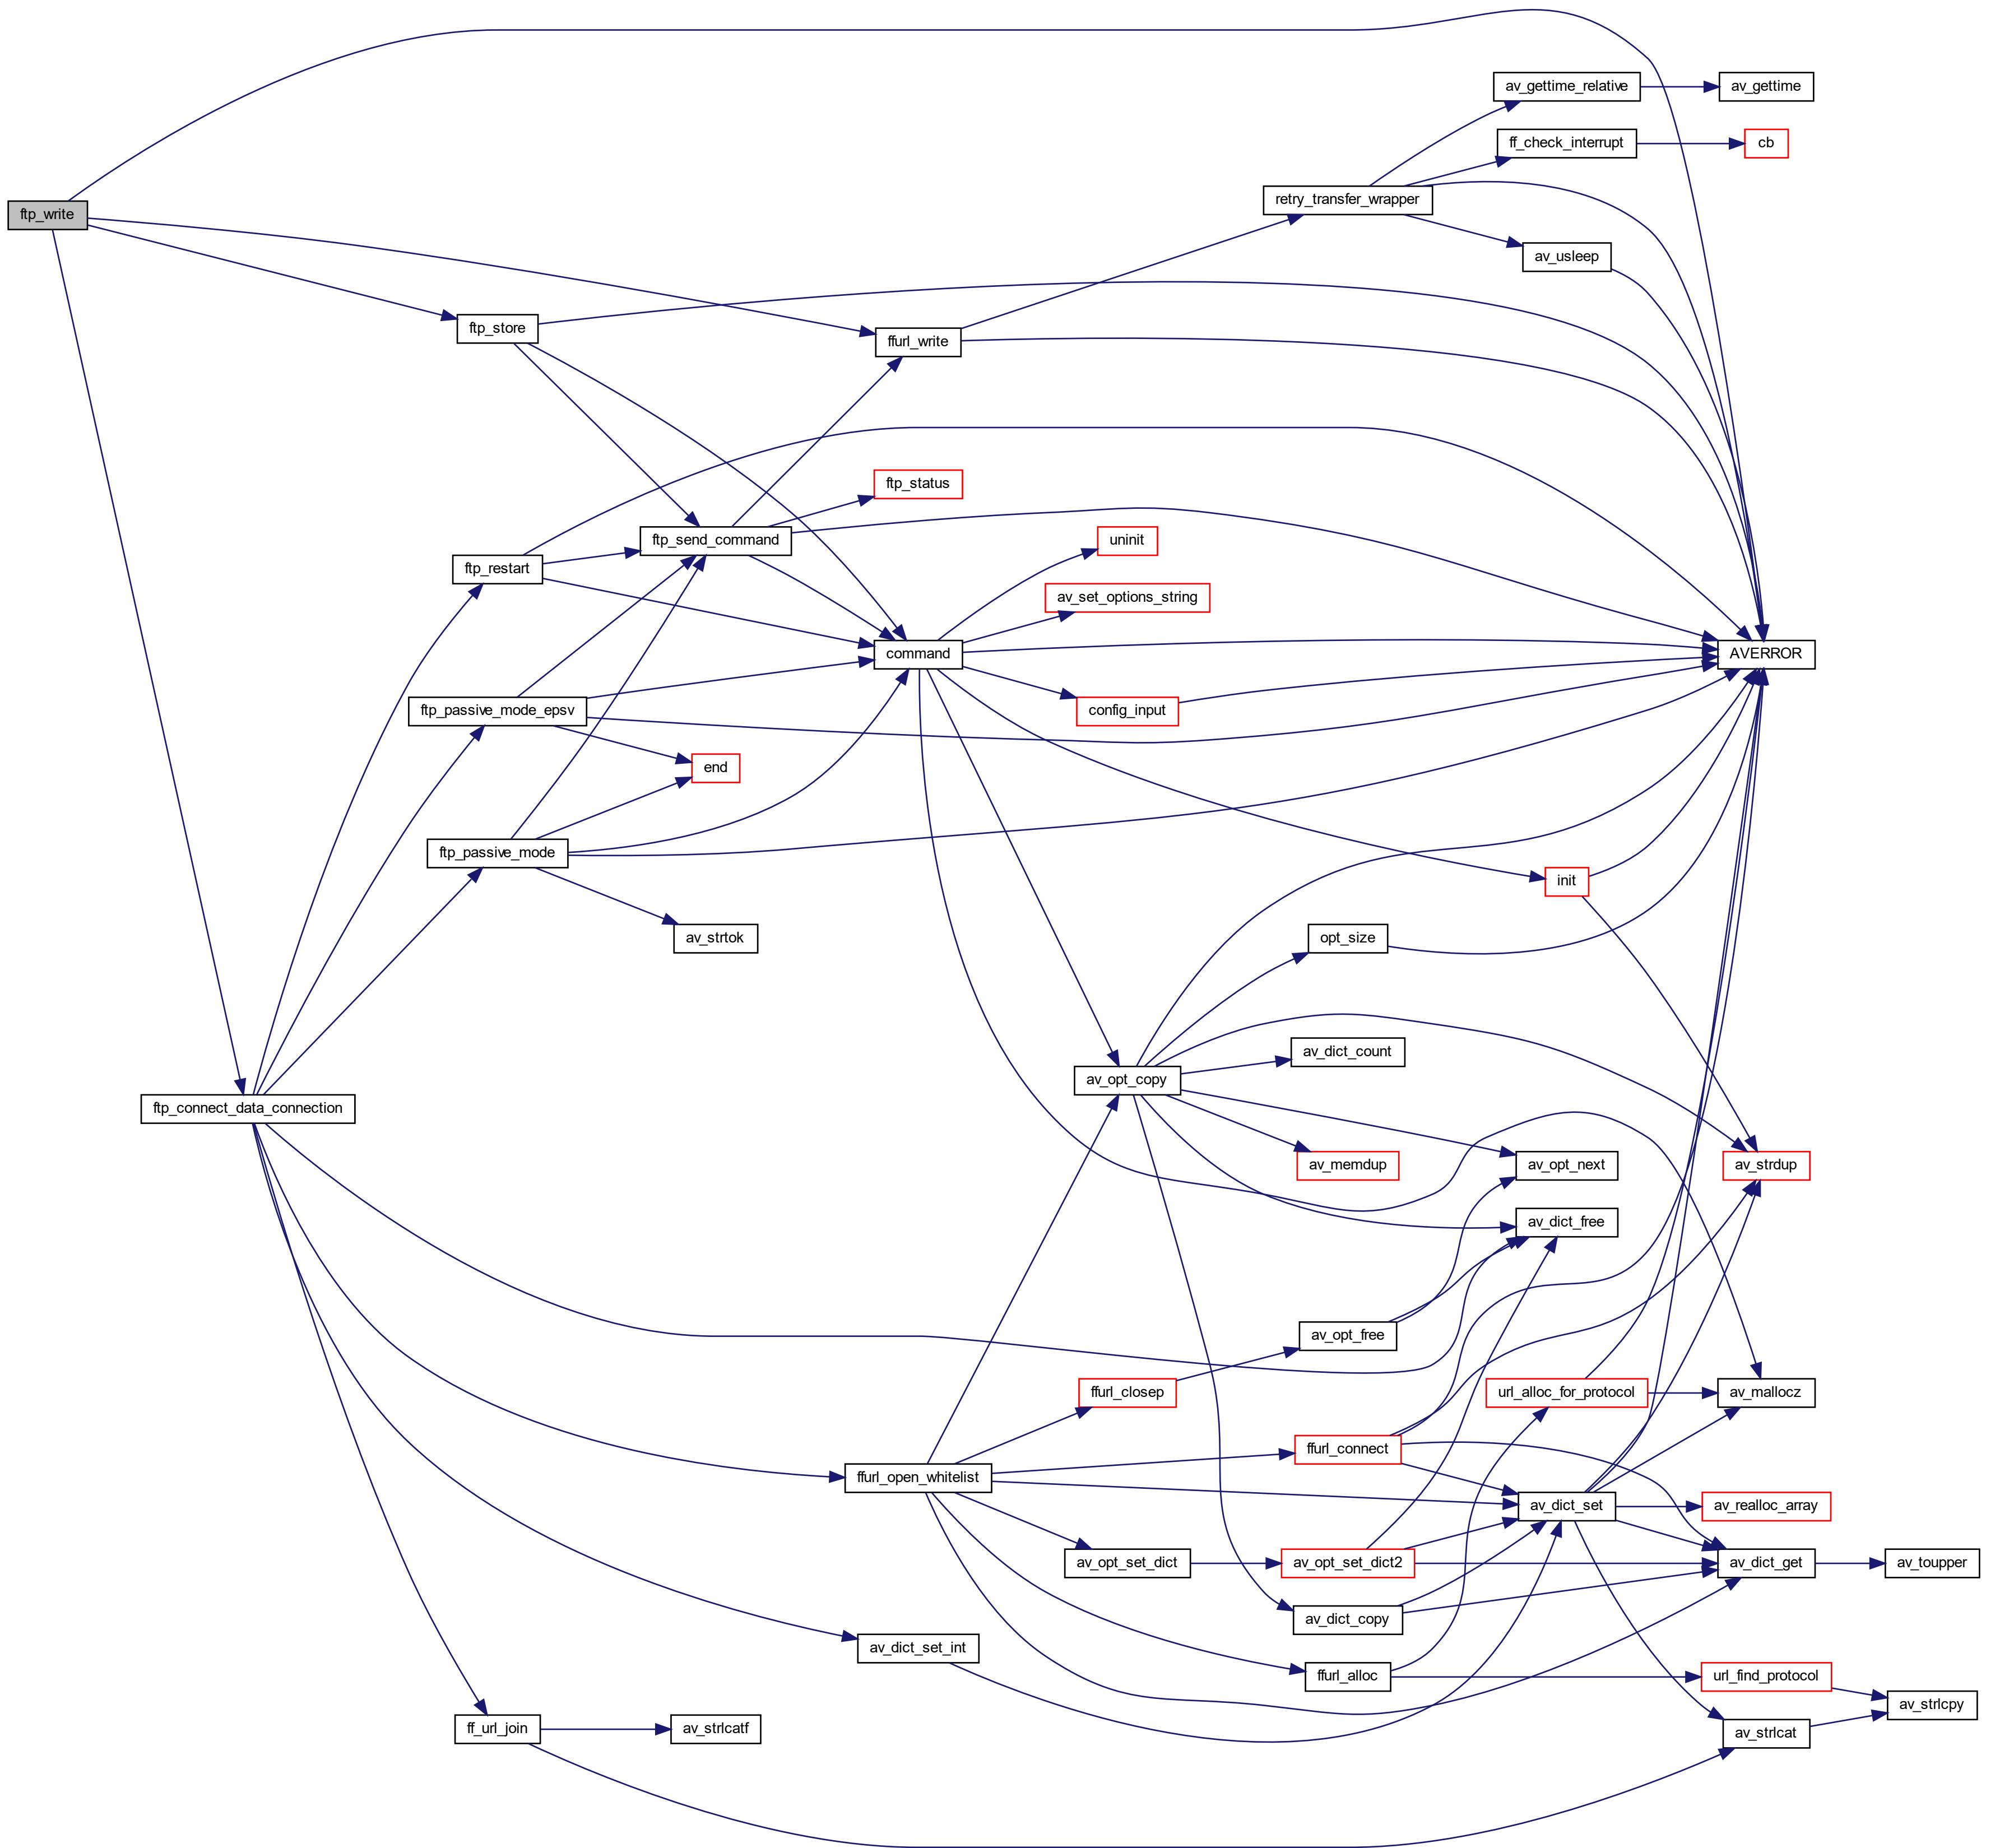 av_gettime_relative
av_gettime
ff_check_interrupt
cb
retry_transfer_wrapper
ftp_write
av_usleep
ftp_store
ffurl_write
ftp_status
ftp_send_command
uninit
ftp_restart
av_set_options_string
command
AVERROR
ftp_passive_mode_epsv
config_input
end
ftp_passive_mode
init
av_strtok
opt_size
av_dict_count
av_opt_copy
ftp_connect_data_connection
av_memdup
av_opt_next
av_strdup
av_dict_free
av_opt_free
ffurl_closep
url_alloc_for_protocol
av_mallocz
ffurl_connect
ffurl_open_whitelist
av_dict_set
av_realloc_array
av_opt_set_dict
av_opt_set_dict2
av_dict_get
av_toupper
av_dict_copy
av_dict_set_int
ffurl_alloc
url_find_protocol
av_strlcpy
ff_url_join
av_strlcatf
av_strlcat